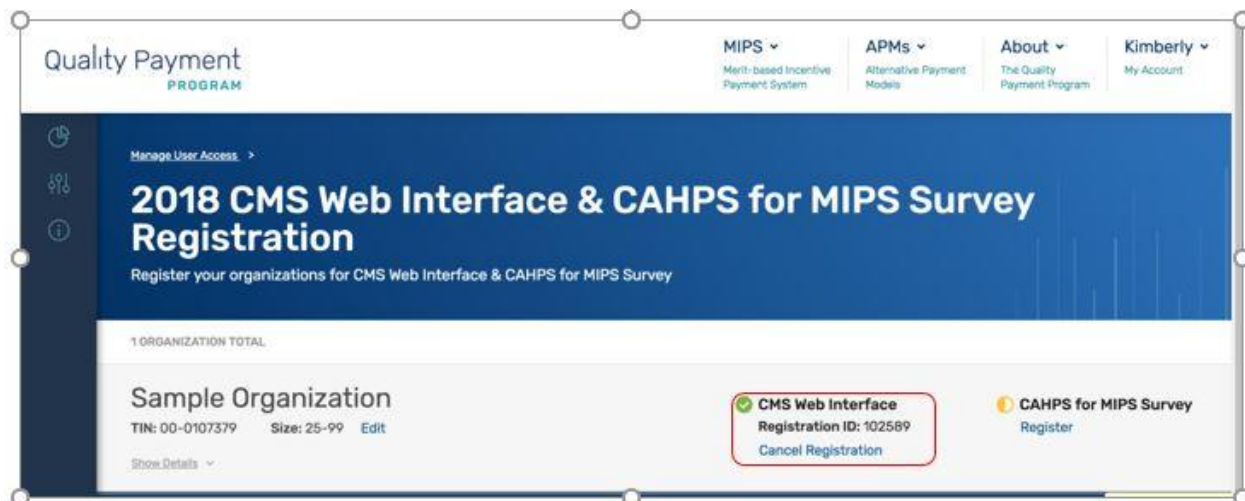 Quality Payment
PROGRAM
MIPS
Merit-based Incentive
Payment System
APMs
Alternative Payment
Models
About
The Quality
Payment Program
Kimberly
My Account
Manage User Access >
2018 CMS Web Interface & CAHPS for MIPS Survey
Registration
Register your organizations for CMS Web Interface & CAHPS for MIPS Survey
1 ORGANIZATION TOTAL
Sample Organization
TIN: 00-0107379 Size: 25-99 Edit
Show Details
CMS Web Interface
Registration ID: 102589
Cancel Registration
CAHPS for MIPS Survey
Register